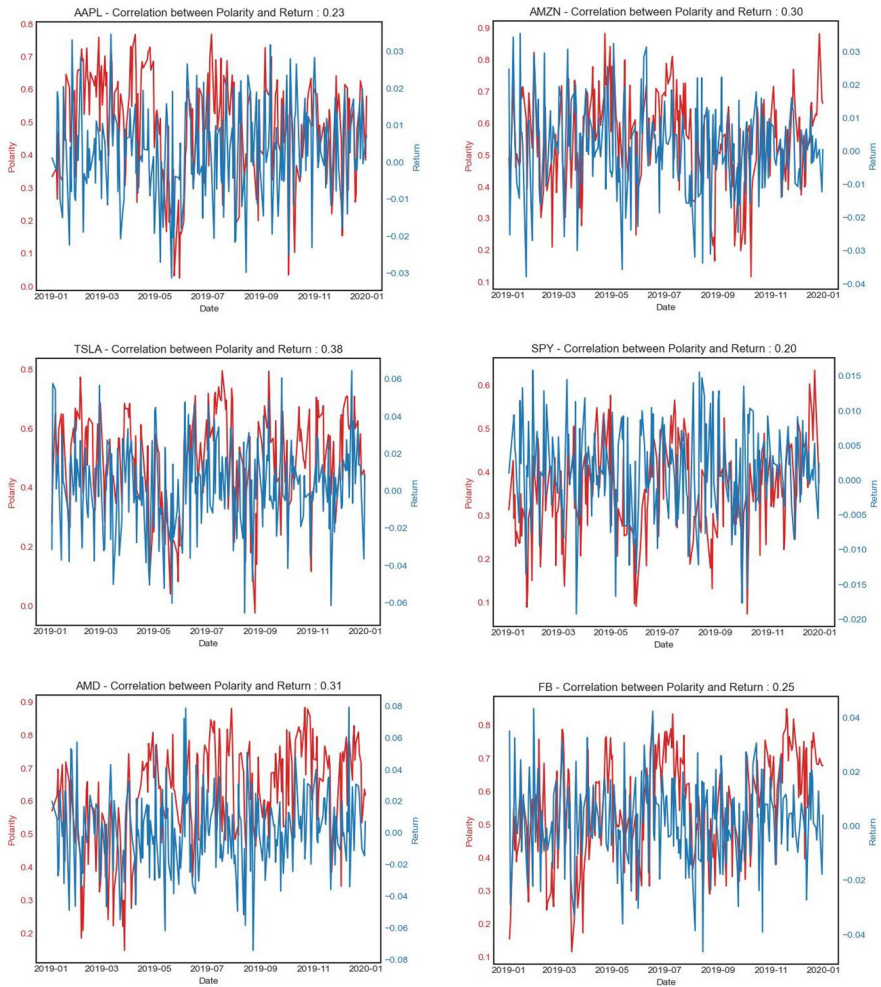 AAPL - Correlation between Polarity and Return : 0.23
0.8
0.7
0.6
0.5
0.4
0.3
0.2
0.1
0.0
Polarity
0.03
0.02
0.01
0.00
−0.01
−0.02
−0.03
Return
2019-01 2019-03 2019-05 2019-07 2019-09 2019-11 2020-01
Date
AMZN - Correlation between Polarity and Return : 0.30
0.9
0.8
0.7
0.6
0.5
0.4
0.3
0.2
0.1
Polarity
0.03
0.02
0.01
0.00
−0.01
−0.02
−0.03
−0.04
Return
2019-01 2019-03 2019-05 2019-07 2019-09 2019-11 2020-01
Date
TSLA - Correlation between Polarity and Return : 0.38
0.8
0.6
0.4
0.2
0.0
Polarity
0.06
0.04
0.02
0.00
−0.02
−0.04
−0.06
Return
2019-01 2019-03 2019-05 2019-07 2019-09 2019-11 2020-01
Date
SPY - Correlation between Polarity and Return : 0.20
0.6
0.5
0.4
0.3
0.2
0.1
Polarity
0.015
0.010
0.005
0.000
−0.005
−0.010
−0.015
−0.020
Return
2019-01 2019-03 2019-05 2019-07 2019-09 2019-11 2020-01
Date
AMD - Correlation between Polarity and Return : 0.31
0.9
0.8
0.7
0.6
0.5
0.4
0.3
0.2
Polarity
0.08
0.06
0.04
0.02
0.00
−0.02
−0.04
−0.06
−0.08
Return
2019-01 2019-03 2019-05 2019-07 2019-09 2019-11 2020-01
Date
FB - Correlation between Polarity and Return : 0.25
0.8
0.7
0.6
0.5
0.4
0.3
0.2
0.1
Polarity
0.04
0.02
0.00
−0.02
−0.04
Return
2019-01 2019-03 2019-05 2019-07 2019-09 2019-11 2020-01
Date